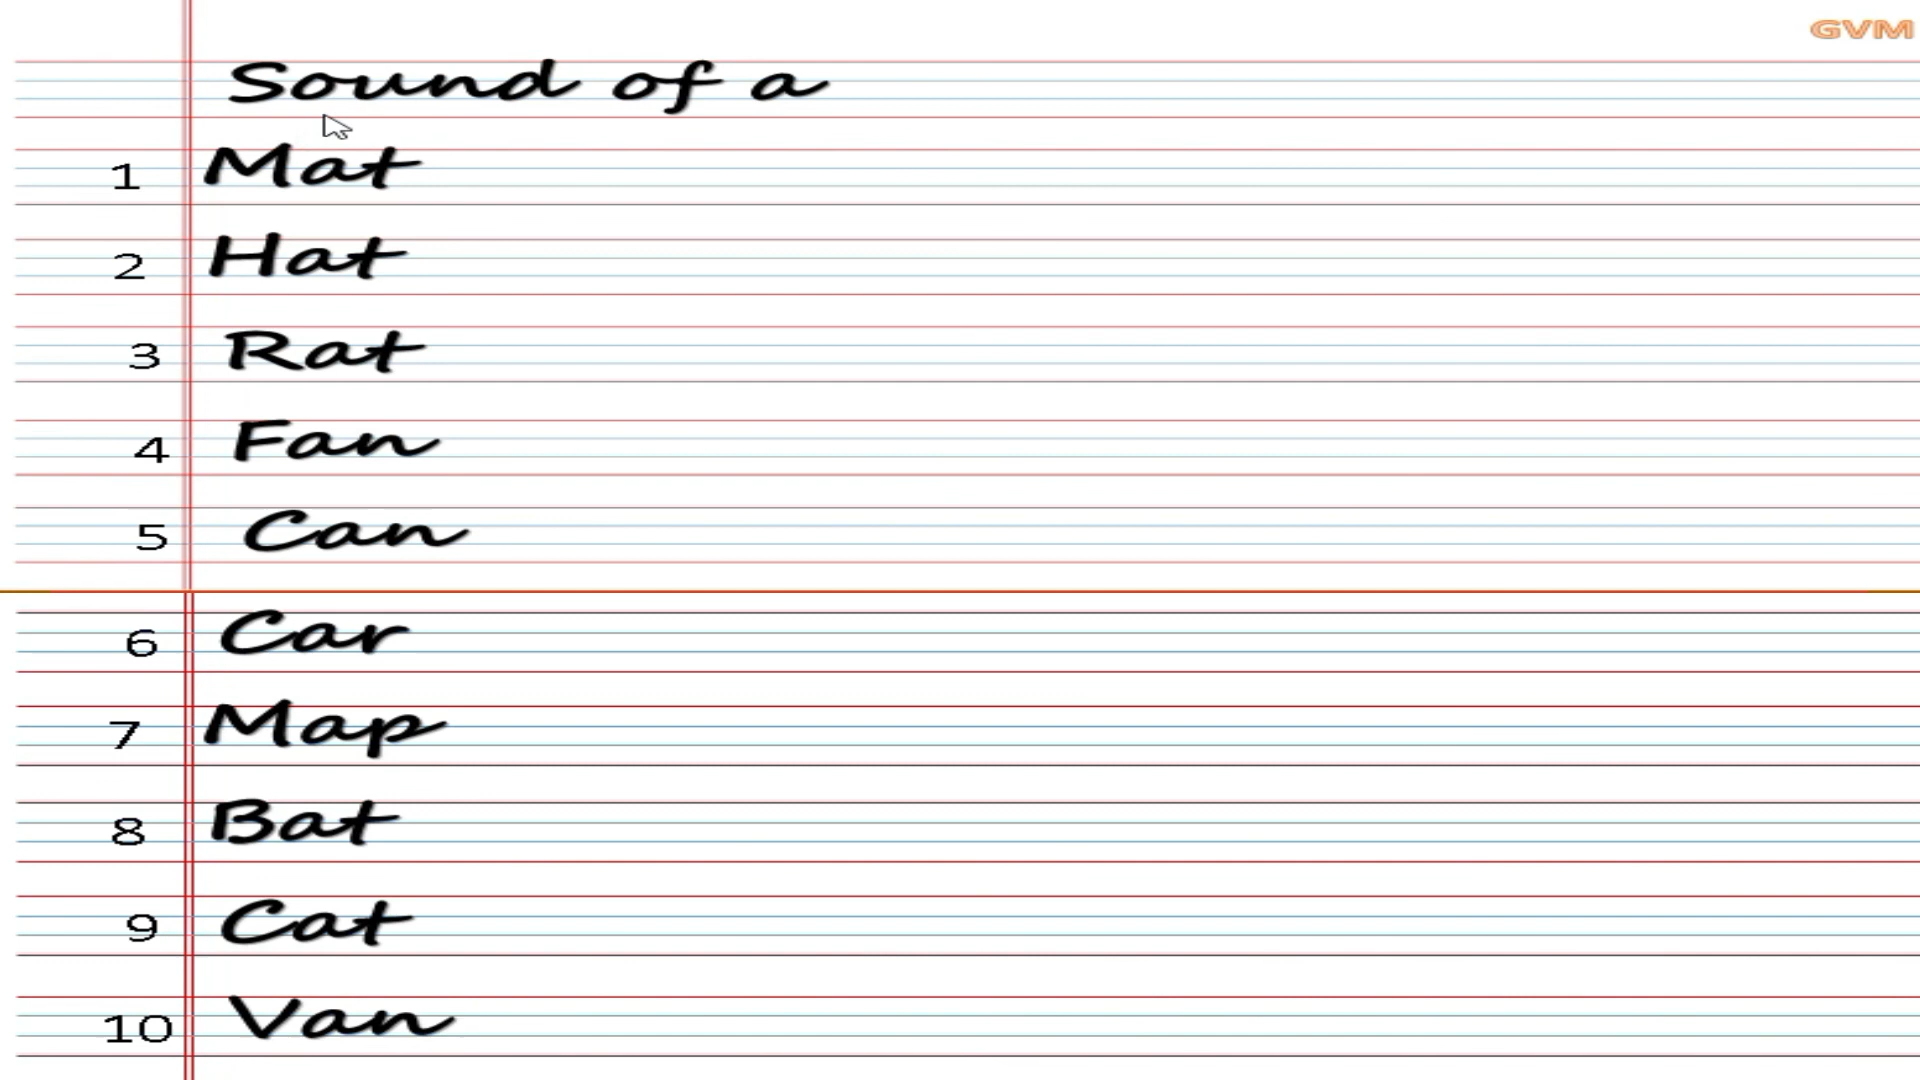 GVM
Sound of a
1 Mat
2 Hat
3 Rat
4 Fan
5 Can
6 Car
7 Map
8 Bat
9 Cat
10 Van